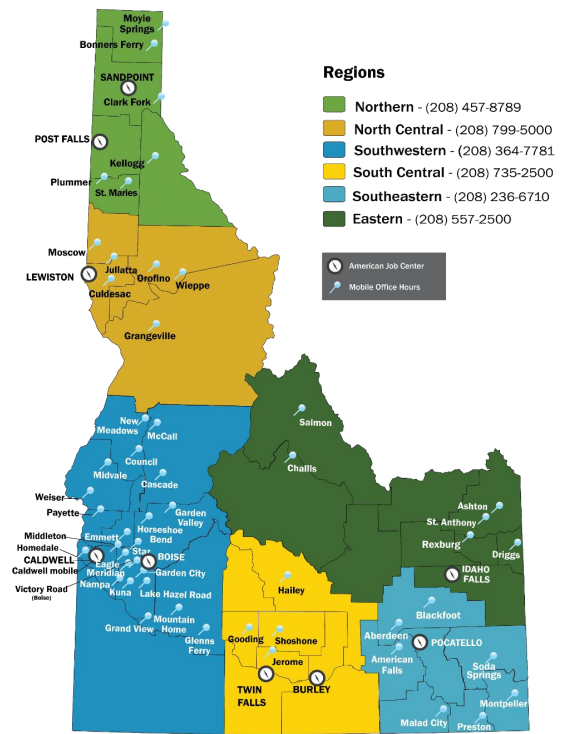 Moyie
Springs
Bonners Ferry
SANDPOINT
Clark Fork
POST FALLS
Kellogg
Plummer
St. Maries
Regions
Northern - (208) 457-8789
North Central - (208) 799-5000
Southwestern - (208) 364-7781
South Central - (208) 735-2500
Southeastern - (208) 236-6710
Eastern - (208) 557-2500
American Job Center
Mobile Office Hours
Moscow
Jullatta
LEWISTON
Orofino
Wieppe
Culdesac
Grangeville
New
Meadows
McCall
Council
Midvale
Cascade
Weiser
Payette
Garden
Valley
Horseshoe
Bend
Middleton
Emmett
Homedale
Star
CALDWELL
BOISE
Eagle
Caldwell mobile
Meridian
Garden City
Nampa
Victory Road
(Boise)
Kuna
Lake Hazel Road
Grand View
Mountain
Home
Glenns
Ferry
Salmon
Challis
Ashton
St. Anthony
Rexburg
Driggs
IDAHO
FALLS
Hailey
Gooding
Shoshone
Jerome
TWIN
FALLS
BURLEY
Blackfoot
Aberdeen
POCATELLO
American
Falls
Soda
Springs
Montpelier
Malad City
Preston